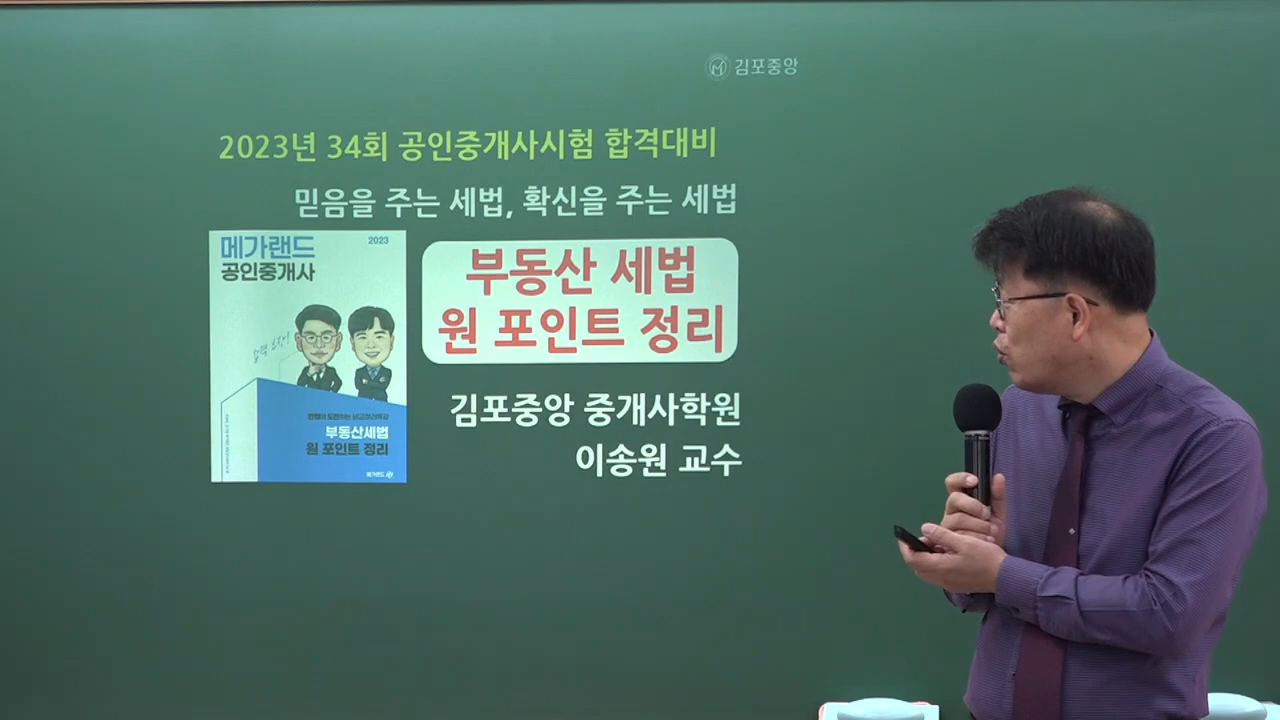 김포중앙
2023년 34회 공인중개사시험 합격대비
믿음을 주는 세법, 확신을 주는 세법
메가랜드
2023
공인중개사
부동산 세법
원 포인트 정리
부동산세법
원 포인트 정리
메가랜드
김포중앙 중개사학원
이송원 교수